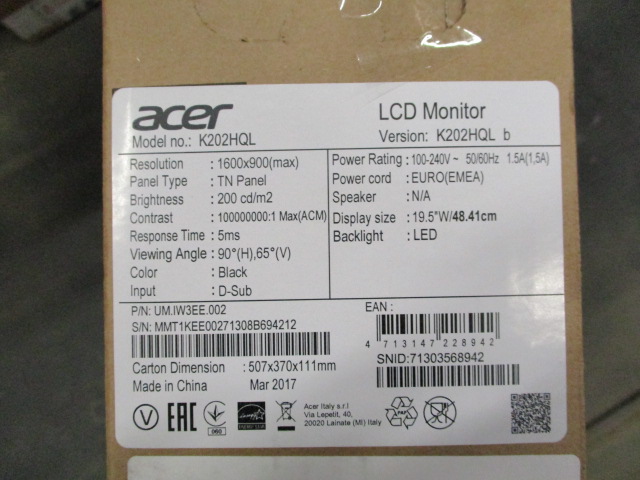 acer
LCD Monitor
Model no.: K202HQL
Version: K202HQL b
Resolution : 1600x900(max)
Panel Type : TN Panel
Brightness : 200 cd/m2
Contrast : 100000000:1 Max(ACM)
Response Time : 5ms
Viewing Angle : 90°(H),65°(V)
Color : Black
Input : D-Sub
Power Rating : 100-240V ~ 50/60Hz 1.5A(1,5A)
Power cord : EURO(EMEA)
Speaker : N/A
Display size : 19.5"W/48.41cm
Backlight : LED
P/N: UM.IW3EE.002
S/N: MMT1KEE00271308B694212
EAN :
4 713147 228942
SNID:71303568942
Carton Dimension : 507x370x111mm
Made in China Mar 2017
V
EAC
060
Acer Italy s.r.l
Via Lepetit, 40,
20020 Lainate (MI) Italy